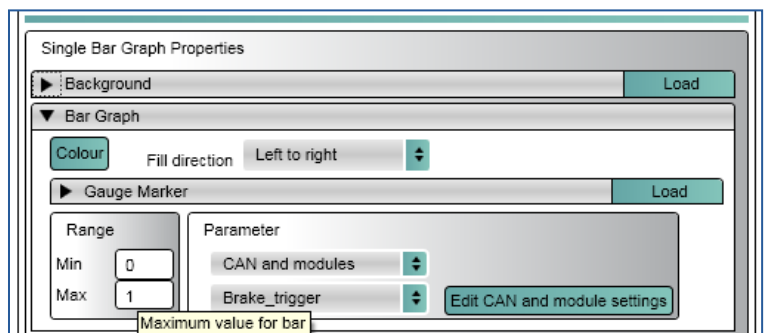 Single Bar Graph Properties
Background Load
Bar Graph
Colour Fill direction Left to right
Gauge Marker Load
Range Parameter
Min 0 CAN and modules
Max 1 Brake_trigger Edit CAN and module settings
Maximum value for bar